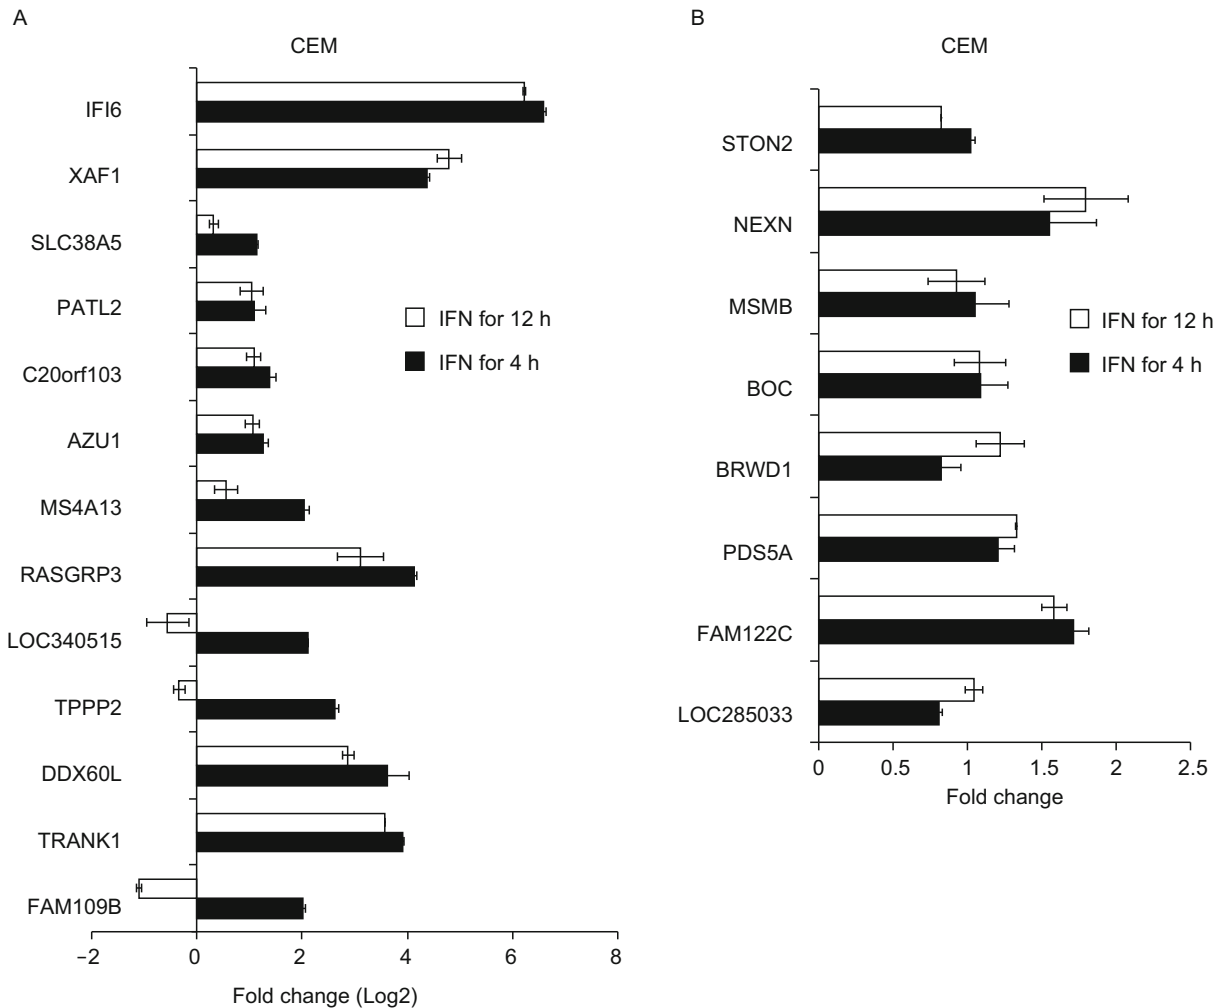 A
CEM
IFI6
XAF1
SLC38A5
PATL2
C20orf103
AZU1
MS4A13
RASGRP3
LOC340515
TPPP2
DDX60L
TRANK1
FAM109B
IFN for 12 h
IFN for 4 h
−2 0 2 4 6 8
Fold change (Log2)
B
CEM
STON2
NEXN
MSMB
BOC
BRWD1
PDS5A
FAM122C
LOC285033
IFN for 12 h
IFN for 4 h
0 0.5 1 1.5 2 2.5
Fold change